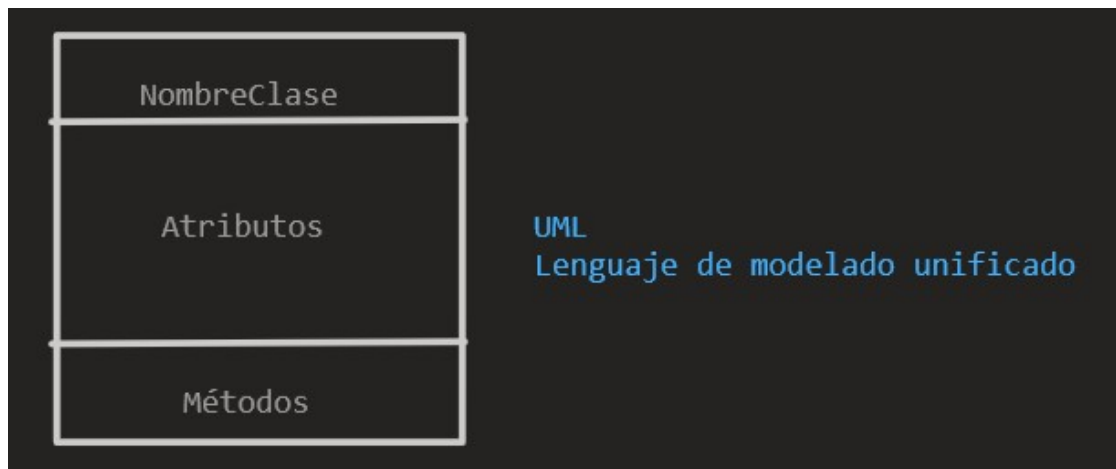 NombreClase
Atributos
UML
Lenguaje de modelado unificado
Métodos